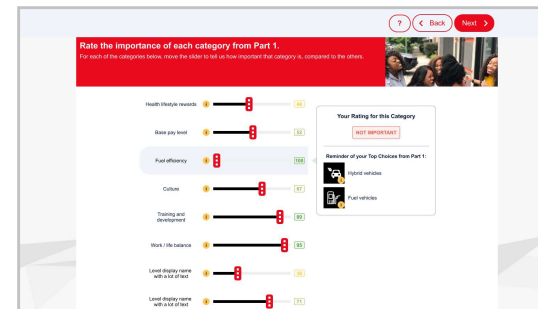 ?
Back
Next
Rate the importance of each category from Part 1.
For each of the categories below, move the slider to tell us how important that category is, compared to the others.
Health lifestyle rewards
Base pay level
Fuel efficiency
100
Culture
Training and
development
Work / life balance
95
Level display name
with a lot of text
Level display name
with a lot of text
71
Your Rating for this Category
NOT IMPORTANT
Reminder of your Top Choices from Part 1:
Hybrid vehicles
Fuel vehicles